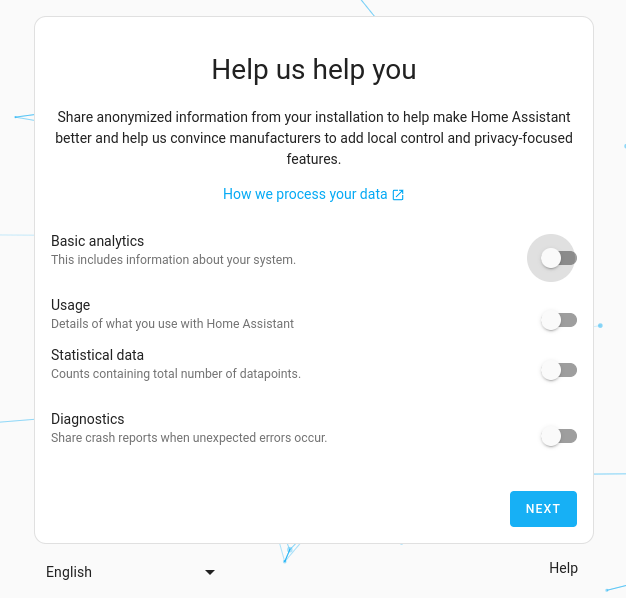 Help us help you
Share anonymized information from your installation to help make Home Assistant
better and help us convince manufacturers to add local control and privacy-focused
features.
How we process your data
Basic analytics
This includes information about your system.
Usage
Details of what you use with Home Assistant
Statistical data
Counts containing total number of datapoints.
Diagnostics
Share crash reports when unexpected errors occur.
NEXT
English
Help